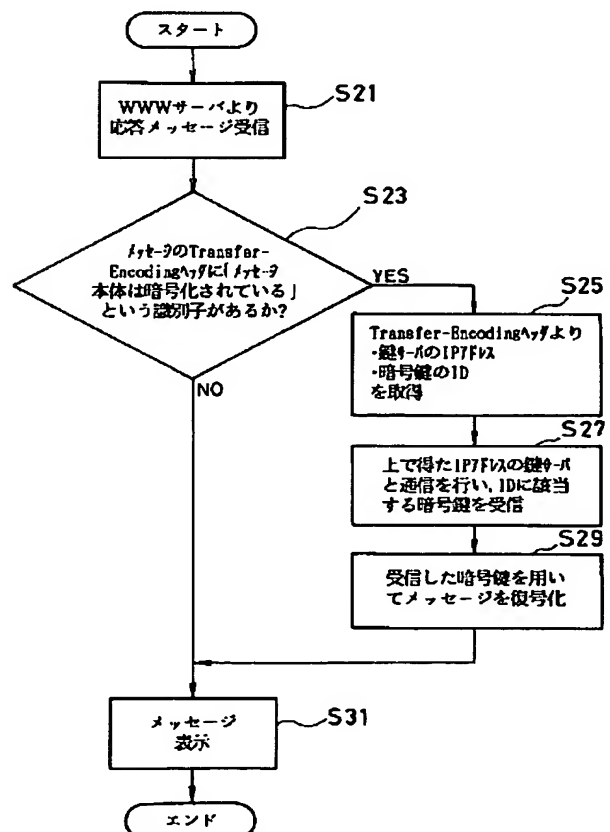 スタート
S21
WWWサーバより
応答メッセージ受信
S23
メッセージのTransfer-
Encodingヘッダに「メッセージ
本体は暗号化されている」
という識別子があるか?
YES
NO
S25
Transfer-Encodingヘッダより
・鍵サーバのIPアドレス
・暗号鍵のID
を取得
S27
上で得たIPアドレスの鍵サーバ
と通信を行い,IDに該当
する暗号鍵を受信
S29
受信した暗号鍵を用い
てメッセージを復号化
S31
メッセージ
表示
エンド